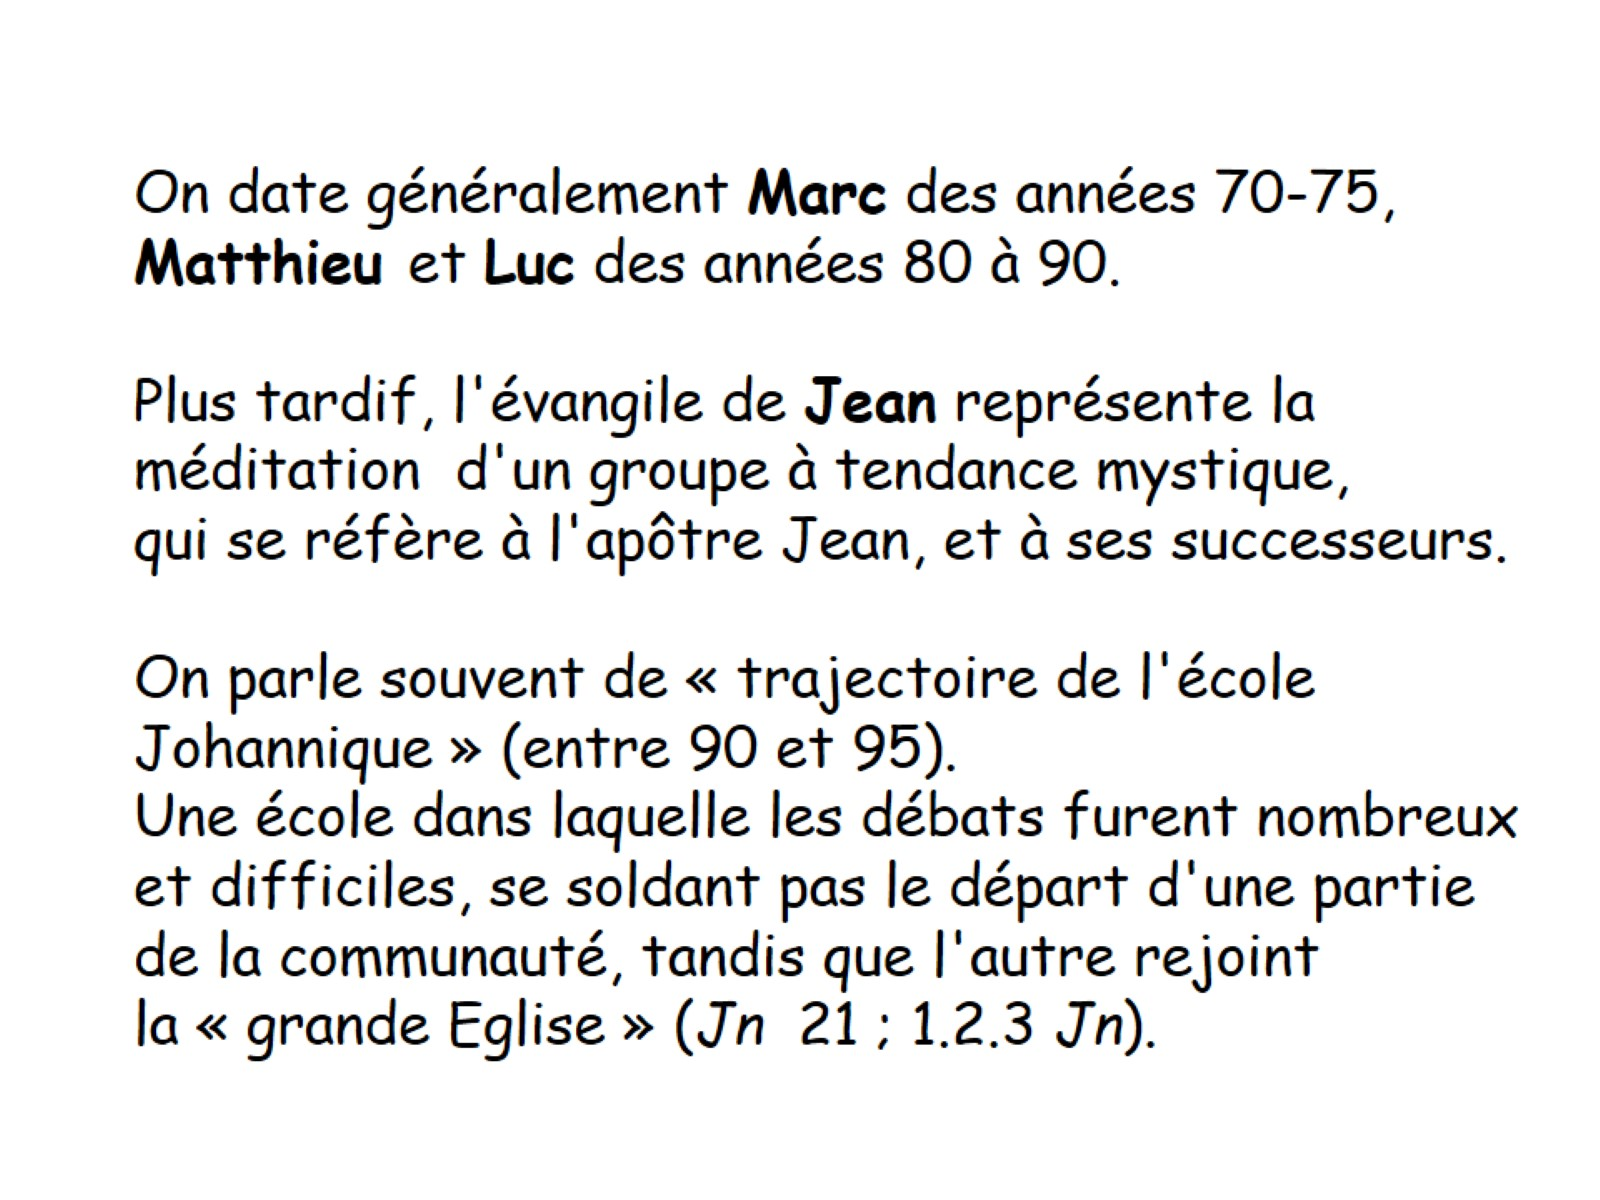 On date généralement Marc des années 70-75,
Matthieu et Luc des années 80 à 90.
Plus tardif, l'évangile de Jean représente la
méditation d'un groupe à tendance mystique,
qui se réfère à l'apôtre Jean, et à ses successeurs.
On parle souvent de « trajectoire de l'école
Johannique » (entre 90 et 95).
Une école dans laquelle les débats furent nombreux
et difficiles, se soldant pas le départ d'une partie
de la communauté, tandis que l'autre rejoint
la « grande Eglise » (Jn 21 ; 1.2.3 Jn).